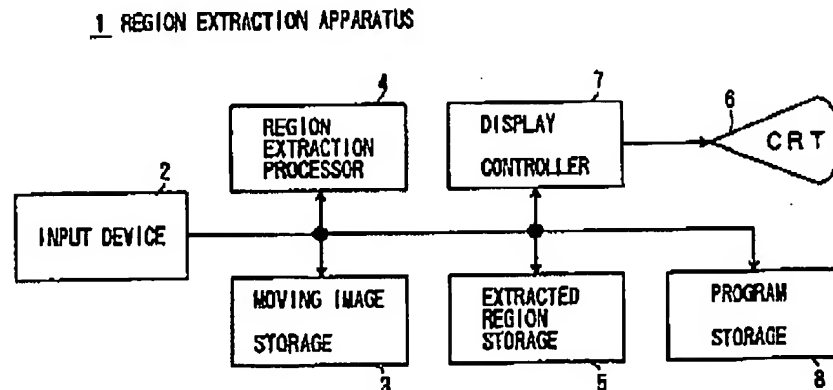 1 REGION EXTRACTION APPARATUS
4
REGION
EXTRACTION
PROCESSOR
7
DISPLAY
CONTROLLER
6
CRT
2
INPUT DEVICE
MOVING IMAGE
STORAGE
3
EXTRACTED
REGION
STORAGE
5
PROGRAM
STORAGE
8